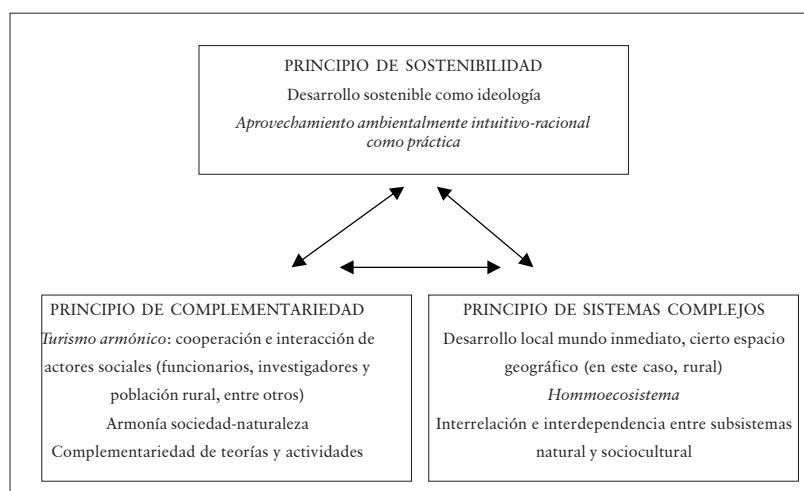 PRINCIPIO DE SOSTENIBILIDAD
Desarrollo sostenible como ideología
Aprovechamiento ambientalmente intuitivo-racional
como práctica
PRINCIPIO DE COMPLEMENTARIEDAD
Turismo armónico: cooperación e interacción de
actores sociales (funcionarios, investigadores y
población rural, entre otros)
Armonía sociedad-naturaleza
Complementariedad de teorías y actividades
PRINCIPIO DE SISTEMAS COMPLEJOS
Desarrollo local mundo inmediato, cierto espacio
geográfico (en este caso, rural)
Hommoecosistema
Interrelación e interdependencia entre subsistemas
natural y sociocultural